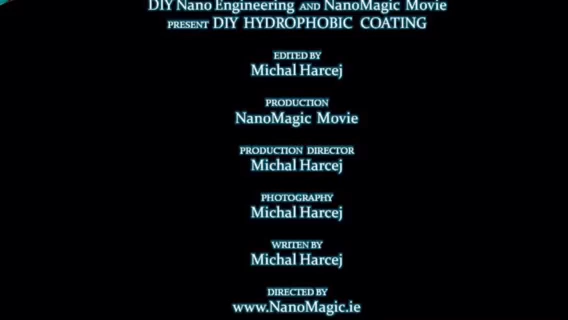 DIY Nano Engineering AND NanoMagic Movie
PRESENT DIY HYDROPHOBIC COATING
EDITED BY
Michal Harcej
PRODUCTION
NanoMagic Movie
PRODUCTION DIRECTOR
Michal Harcej
PHOTOGRAPHY
Michal Harcej
WRITEN BY
Michal Harcej
DIRECTED BY
www.NanoMagic.ie